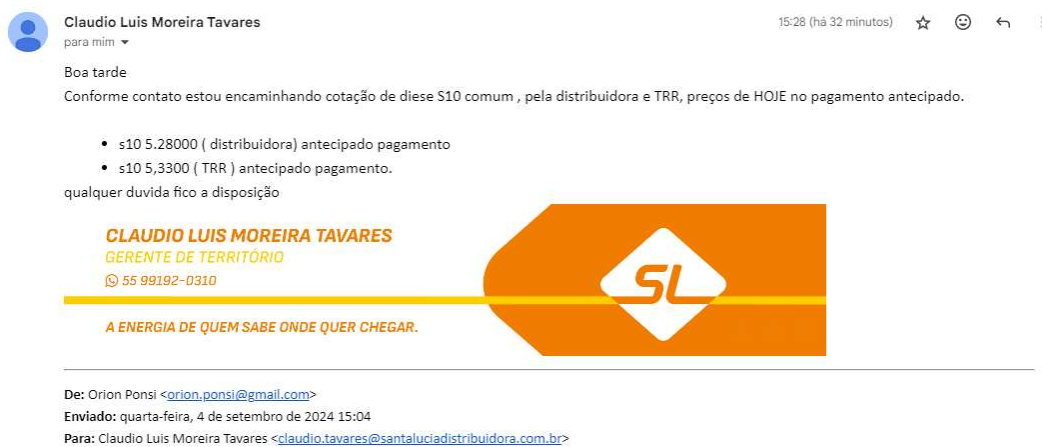 Claudio Luis Moreira Tavares
15:28 (há 32 minutos)
para mim
Boa tarde
Conforme contato estou encaminhando cotação de diese S10 comum , pela distribuidora e TRR, preços de HOJE no pagamento antecipado.
• s10 5.28000 ( distribuidora) antecipado pagamento
• s10 5,3300 ( TRR ) antecipado pagamento.
qualquer duvida fico a disposição
CLAUDIO LUIS MOREIRA TAVARES
GERENTE DE TERRITÓRIO
55 99192-0310
SL
A ENERGIA DE QUEM SABE ONDE QUER CHEGAR.
De: Orion Ponsi <orion.ponsi@gmail.com>
Enviado: quarta-feira, 4 de setembro de 2024 15:04
Para: Claudio Luis Moreira Tavares <claudio.tavares@santaluciadistribuidora.com.br>